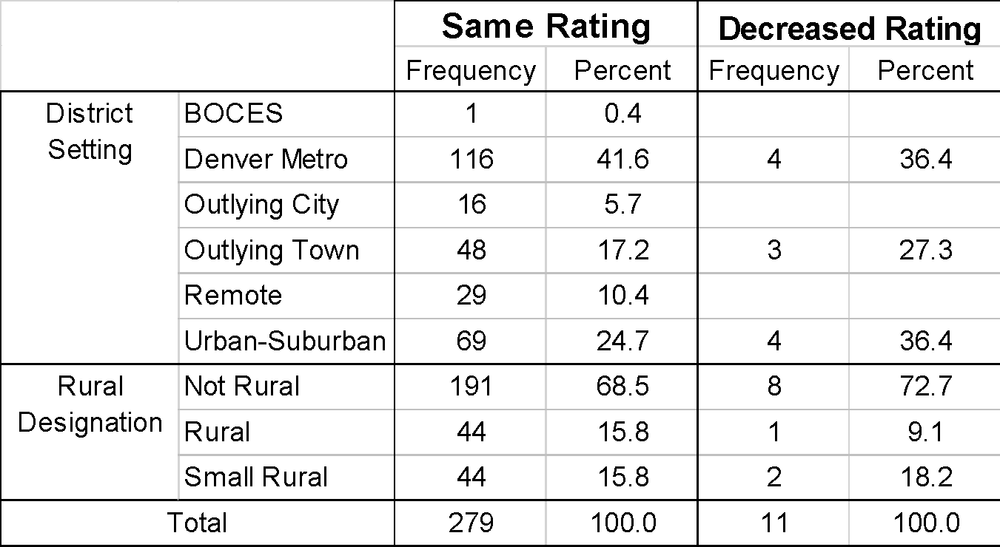 Same Rating Decreased Rating
Frequency Percent Frequency Percent
District Setting BOCES 1 0.4
Denver Metro 116 41.6 4 36.4
Outlying City 16 5.7
Outlying Town 48 17.2 3 27.3
Remote 29 10.4
Urban-Suburban 69 24.7 4 36.4
Rural Designation Not Rural 191 68.5 8 72.7
Rural 44 15.8 1 9.1
Small Rural 44 15.8 2 18.2
Total 279 100.0 11 100.0